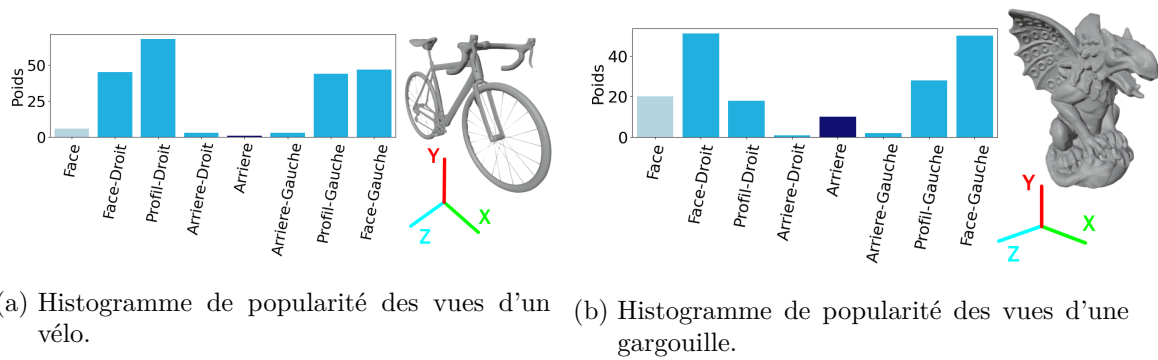 Poids
50
25
0
Face
Face-Droit
Profil-Droit
Arriere-Droit
Arriere
Arriere-Gauche
Profil-Gauche
Face-Gauche
Y
X
Z
(a) Histogramme de popularité des vues d'un
vélo.
Poids
40
20
0
Face
Face-Droit
Profil-Droit
Arriere-Droit
Arriere
Arriere-Gauche
Profil-Gauche
Face-Gauche
Y
X
Z
(b) Histogramme de popularité des vues d'une
gargouille.